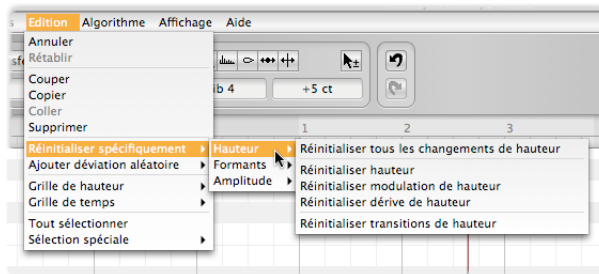 Edition Algorithme Affichage Aide
Annuler
Rétablir
Couper
Copier
Coller
Supprimer
Réinitialiser spécifiquement
Ajouter déviation aléatoire
Grille de hauteur
Grille de temps
Tout sélectionner
Sélection spéciale
b 4 +5 ct
1 2 3
Hauteur
Formants
Amplitude
Réinitialiser tous les changements de hauteur
Réinitialiser hauteur
Réinitialiser modulation de hauteur
Réinitialiser dérive de hauteur
Réinitialiser transitions de hauteur